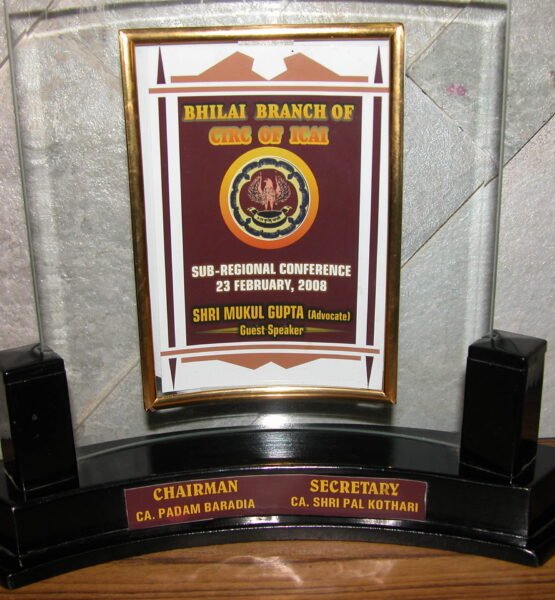 BHILAI BRANCH OF
CIRC OF ICAI
SUB-REGIONAL CONFERENCE
23 FEBRUARY, 2008
SHRI MUKUL GUPTA (Advocate)
Guest Speaker
CHAIRMAN
CA. PADAM BARADIA
SECRETARY
CA. SHRI PAL KOTHARI